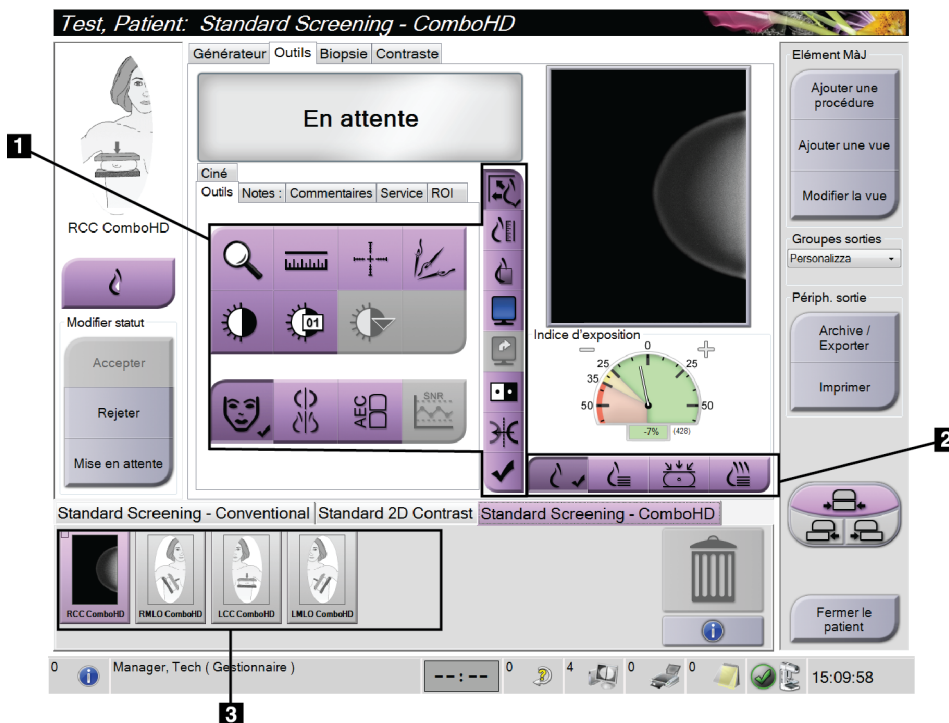 Test, Patient: Standard Screening - ComboHD
Générateur Outils Biopsie Contraste
En attente
Ciné
Outils Notes : Commentaires Service ROI
01
AEC
SNR
RCC ComboHD
Modifier statut
Accepter
Rejeter
Mise en attente
1
Indice d'exposition
0
25 25
35
50 50
-7% (428)
Elément MàJ
Ajouter une
procédure
Ajouter une vue
Modifier la vue
Groupes sorties
Personalizza
Périph. sortie
Archive /
Exporter
Imprimer
2
Standard Screening - Conventional Standard 2D Contrast Standard Screening - ComboHD
RCC ComboHD RMLO ComboHD LCC ComboHD LMLO ComboHD
Fermer le
patient
0 Manager, Tech ( Gestionnaire ) --:-- 0 4 0 0 15:09:58
3